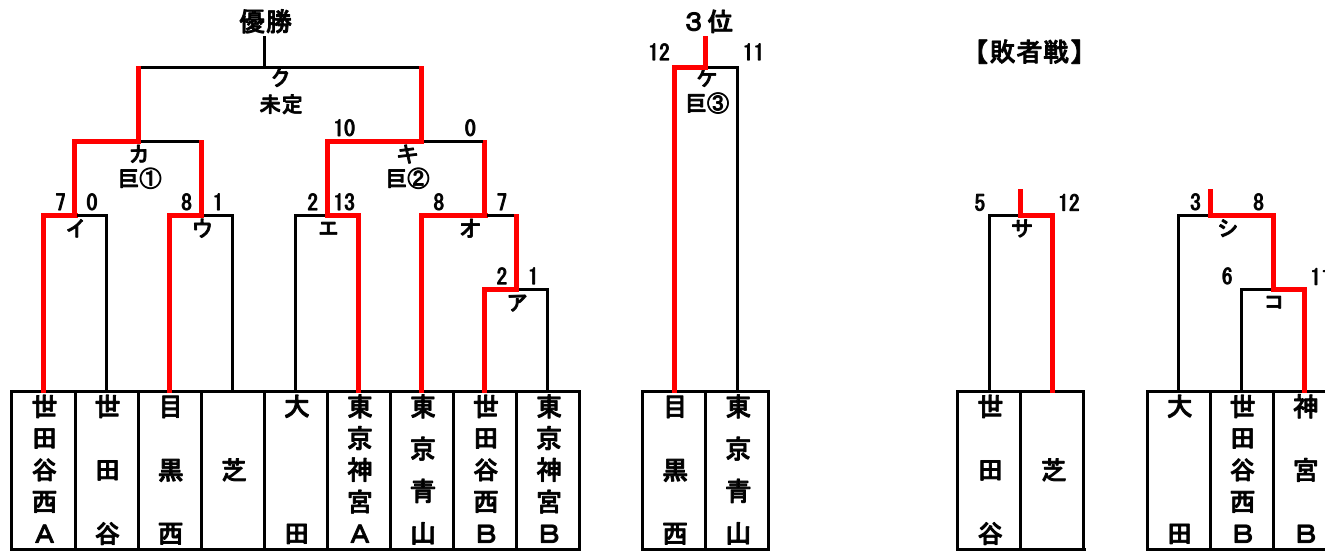 優勝
3位
12
11
【敗者戦】
ク
未定
ケ
巨③
10
0
カ
巨①
キ
巨②
7
0
8
1
2
13
8
7
5
12
3
8
イ
ウ
エ
オ
サ
シ
2
1
6
11
ア
コ
世田谷西A
世田谷
目黒西
芝
大田
東京神宮A
東京青山
世田谷西B
東京神宮B
目黒西
東京青山
世田谷
芝
大田
世田谷西B
神宮B